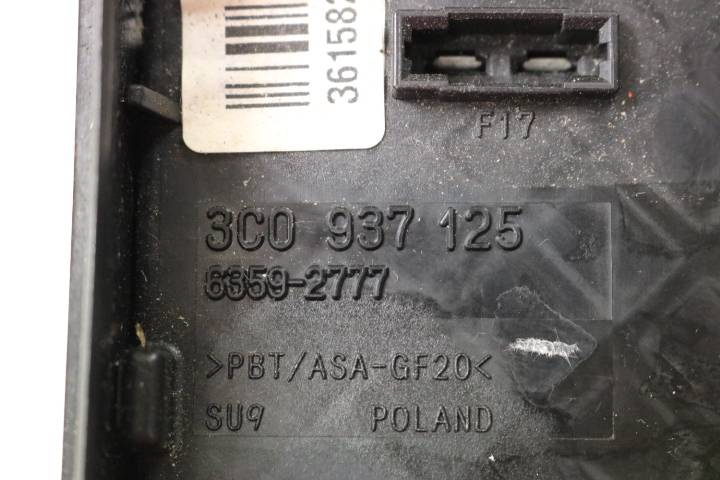 F17
3C0 937 125
6359-2777
>PBT/ASA-GF20<
SU9 POLAND